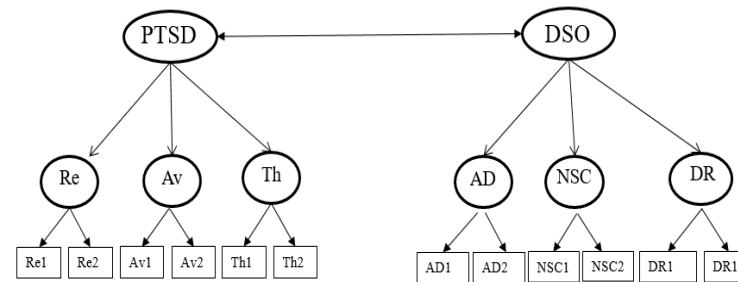 PTSD DSO
Re Av Th AD NSC DR
Re1 Re2 Av1 Av2 Th1 Th2 AD1 AD2 NSC1 NSC2 DR1 DR1